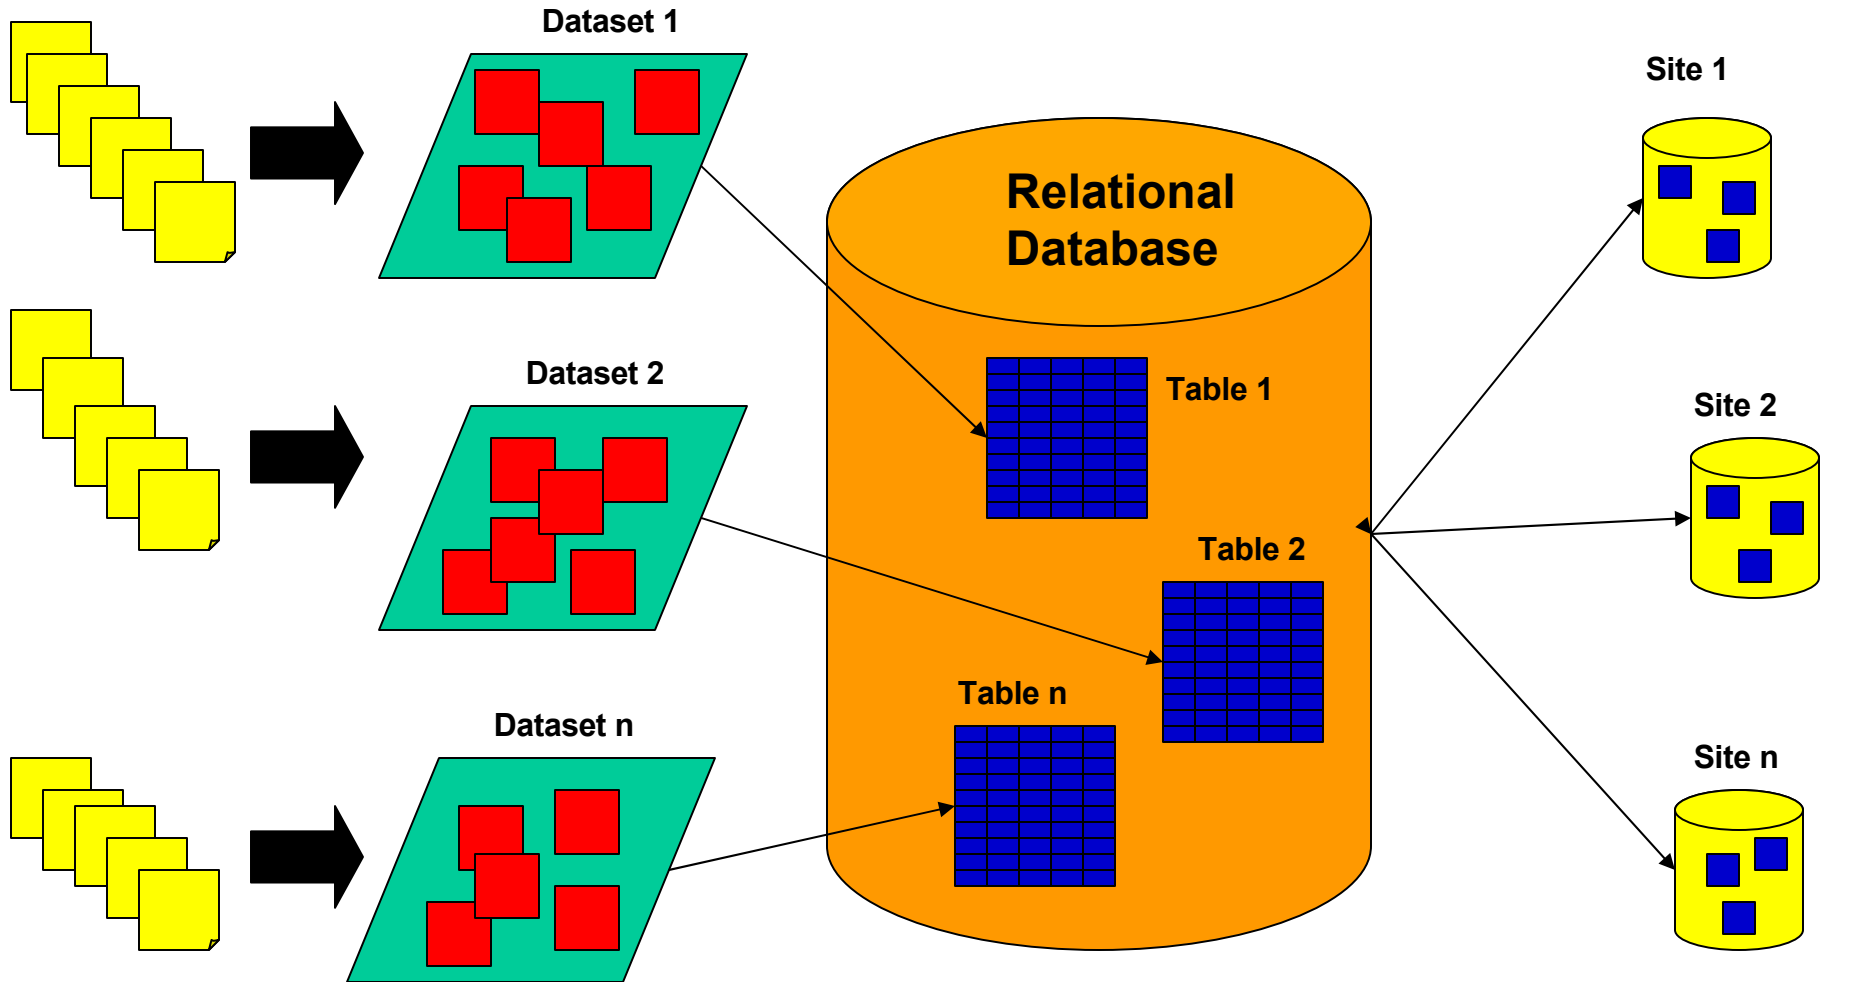 Dataset 1
Site 1
Relational
Database
Dataset 2
Table 1
Site 2
Table 2
Table n
Dataset n
Site n